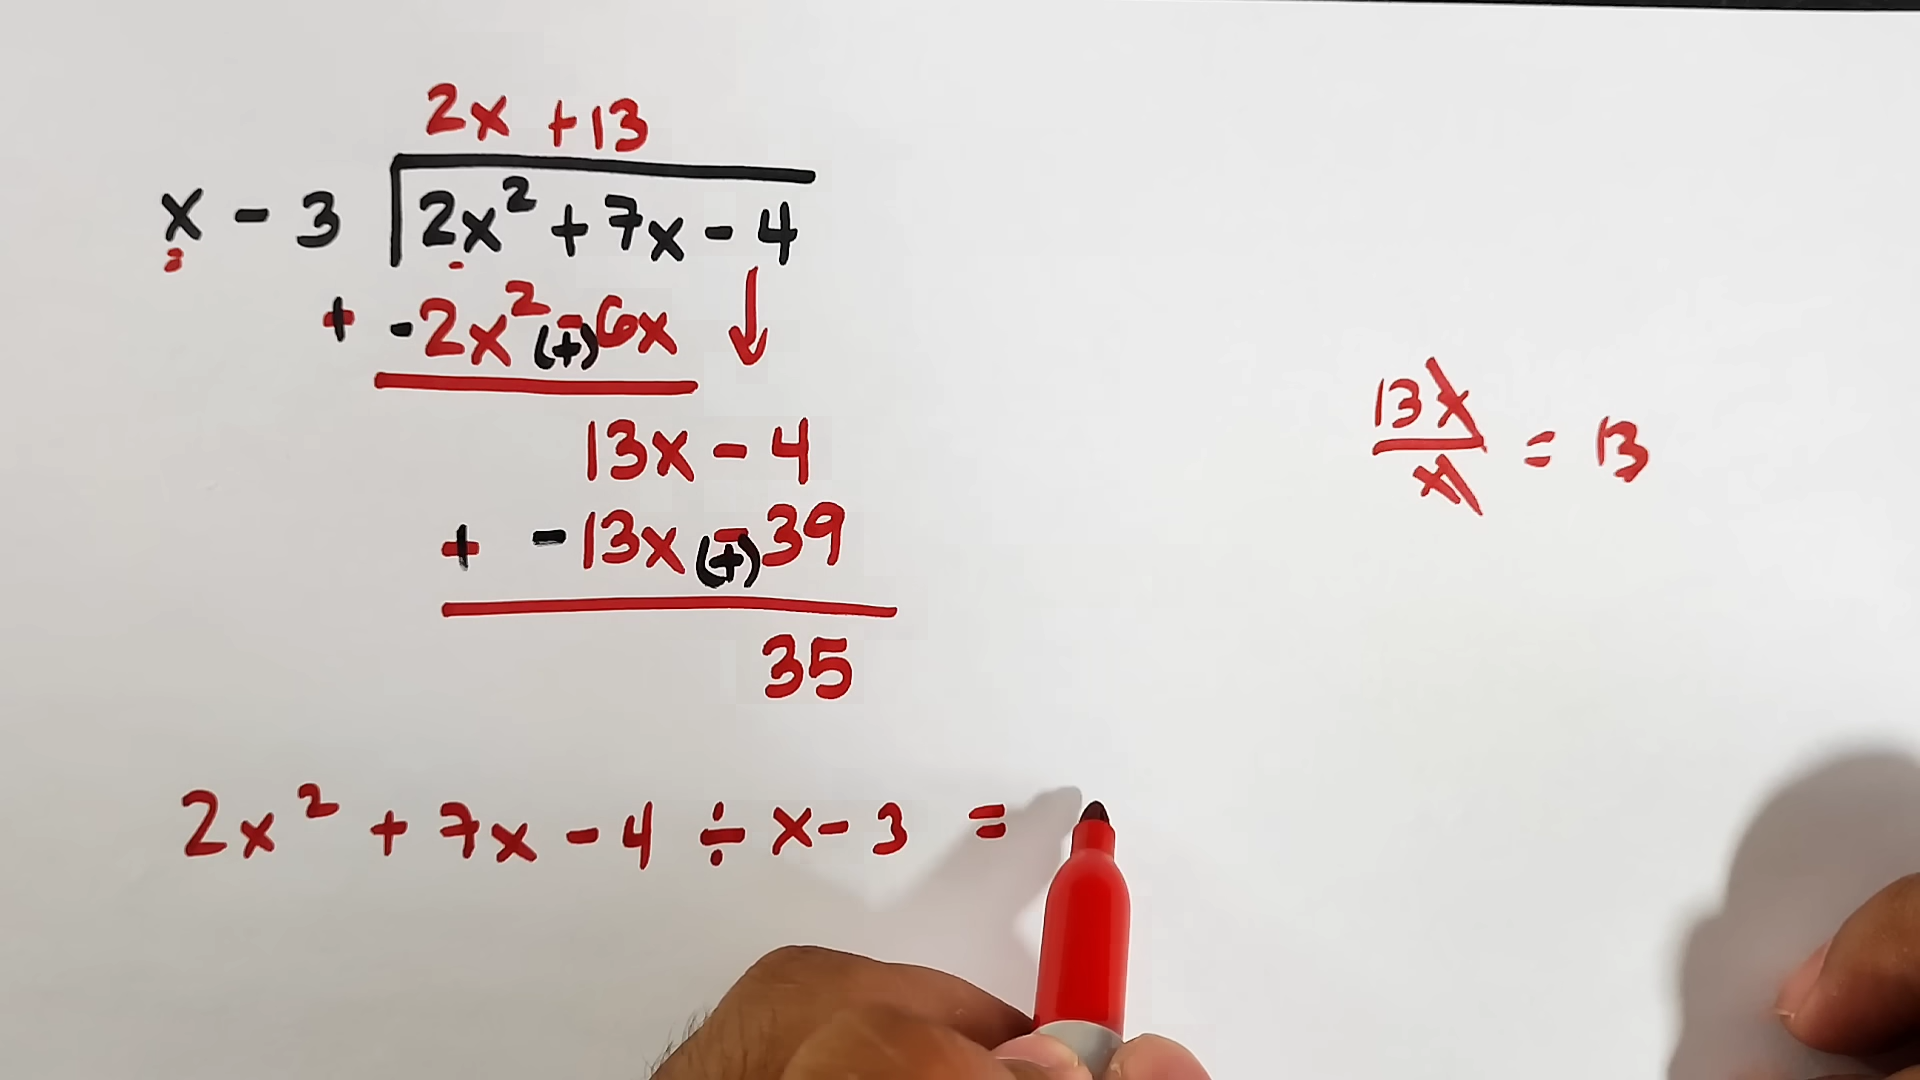 2x +13
x - 3 2x² + 7x - 4
+ -2x² (+) - 6x
13x - 4
+ -13x (+) - 39
35
13x
x = 13
2x² + 7x - 4 ÷ x - 3 =